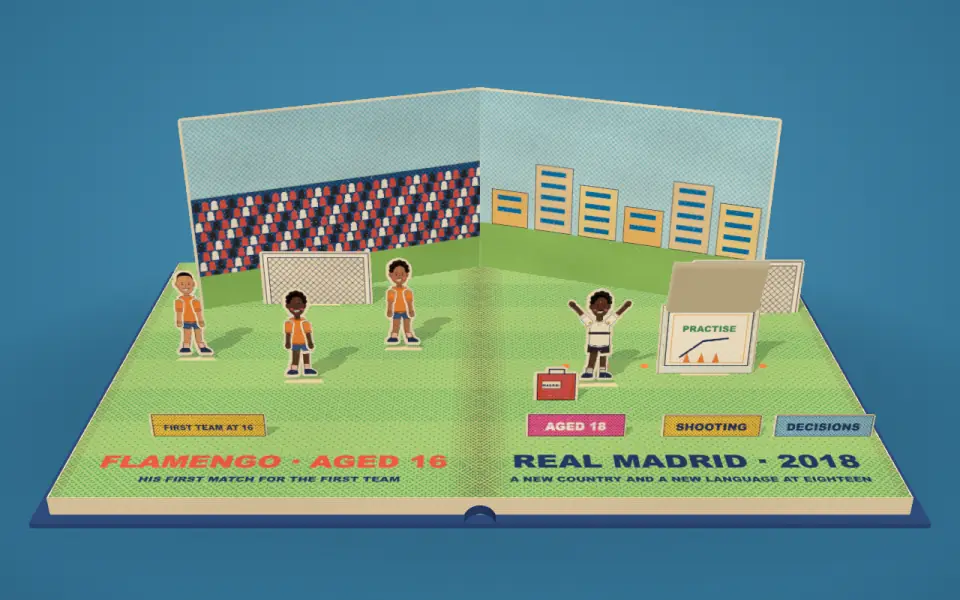 PRACTISE
FIRST TEAM AT 16
AGED 18
SHOOTING
DECISIONS
FLAMENGO · AGED 16
HIS FIRST MATCH FOR THE FIRST TEAM
REAL MADRID · 2018
A NEW COUNTRY AND A NEW LANGUAGE AT EIGHTEEN